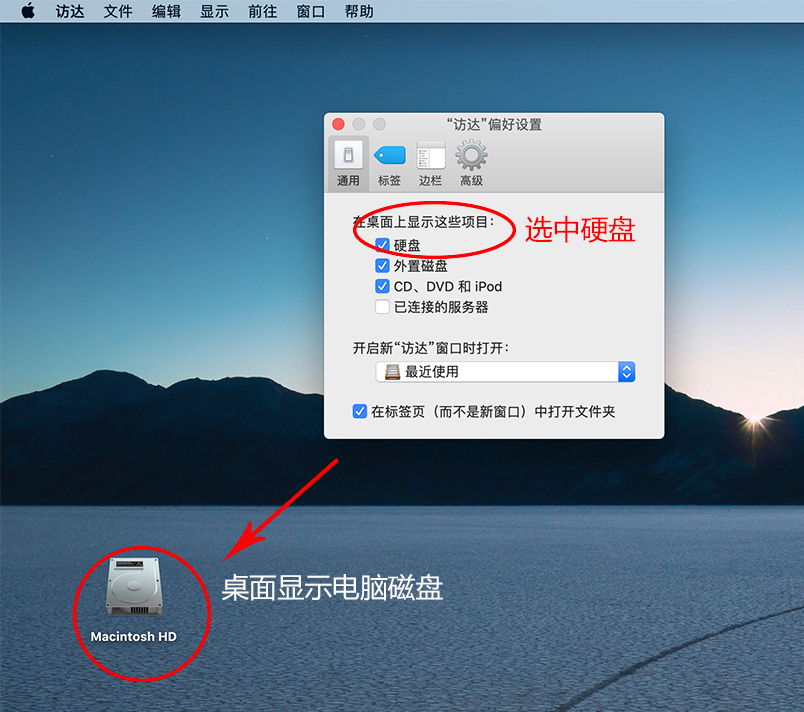 访达 文件 编辑 显示 前往 窗口 帮助
“访达”偏好设置
通用 标签 边栏 高级
在桌面上显示这些项目：
硬盘
选中硬盘
外置磁盘
CD、DVD 和 iPod
已连接的服务器
开启新“访达”窗口时打开：
最近使用
在标签页（而不是新窗口）中打开文件夹
桌面显示电脑磁盘
Macintosh HD